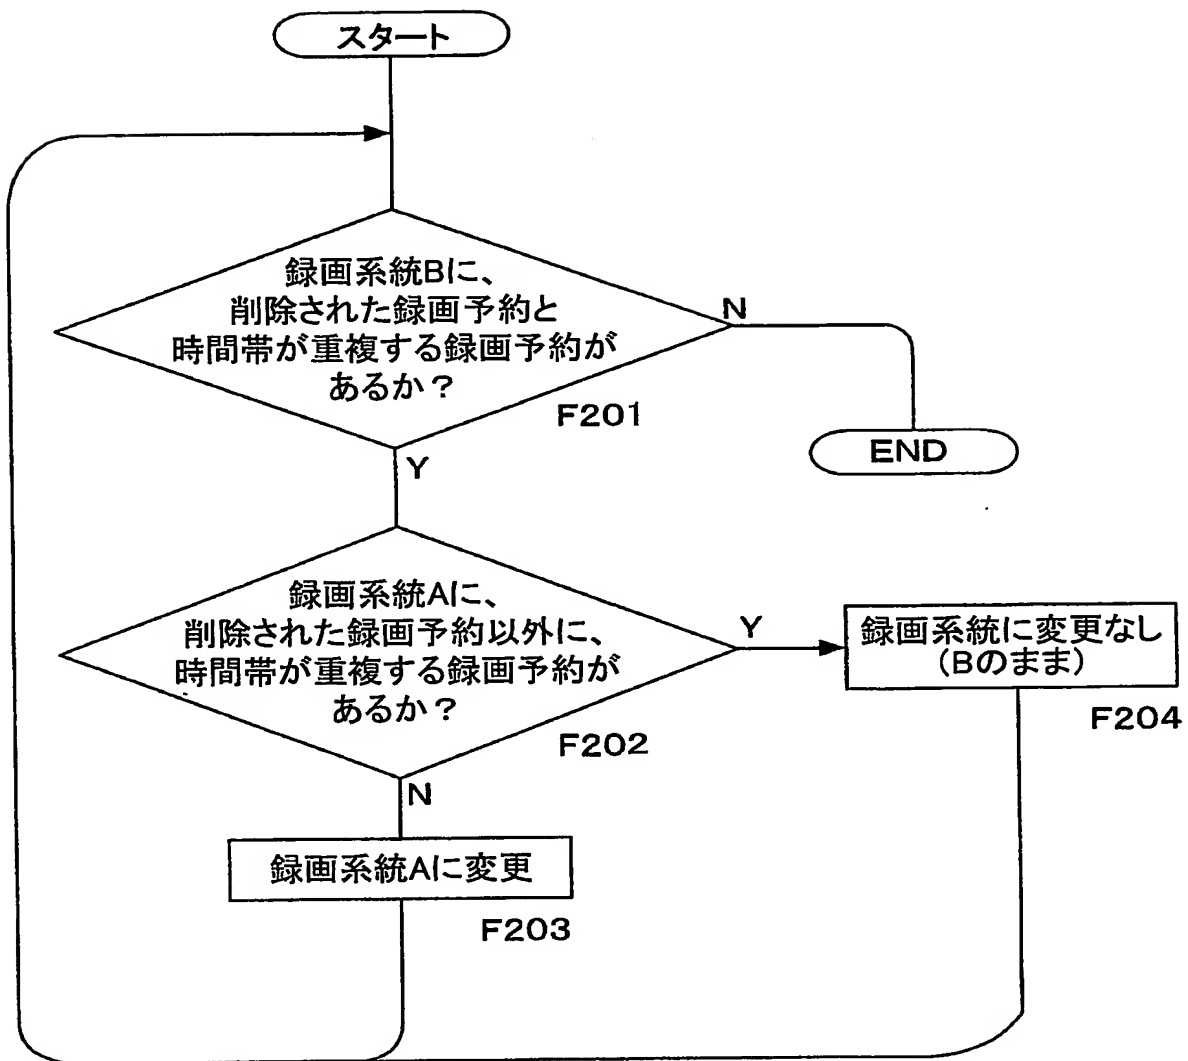 スタート
録画系統Bに、
削除された録画予約と
時間帯が重複する録画予約が
あるか？
N
F201
END
Y
録画系統Aに、
削除された録画予約以外に、
時間帯が重複する録画予約が
あるか？
Y
録画系統に変更なし
(Bのまま)
F204
F202
N
録画系統Aに変更
F203